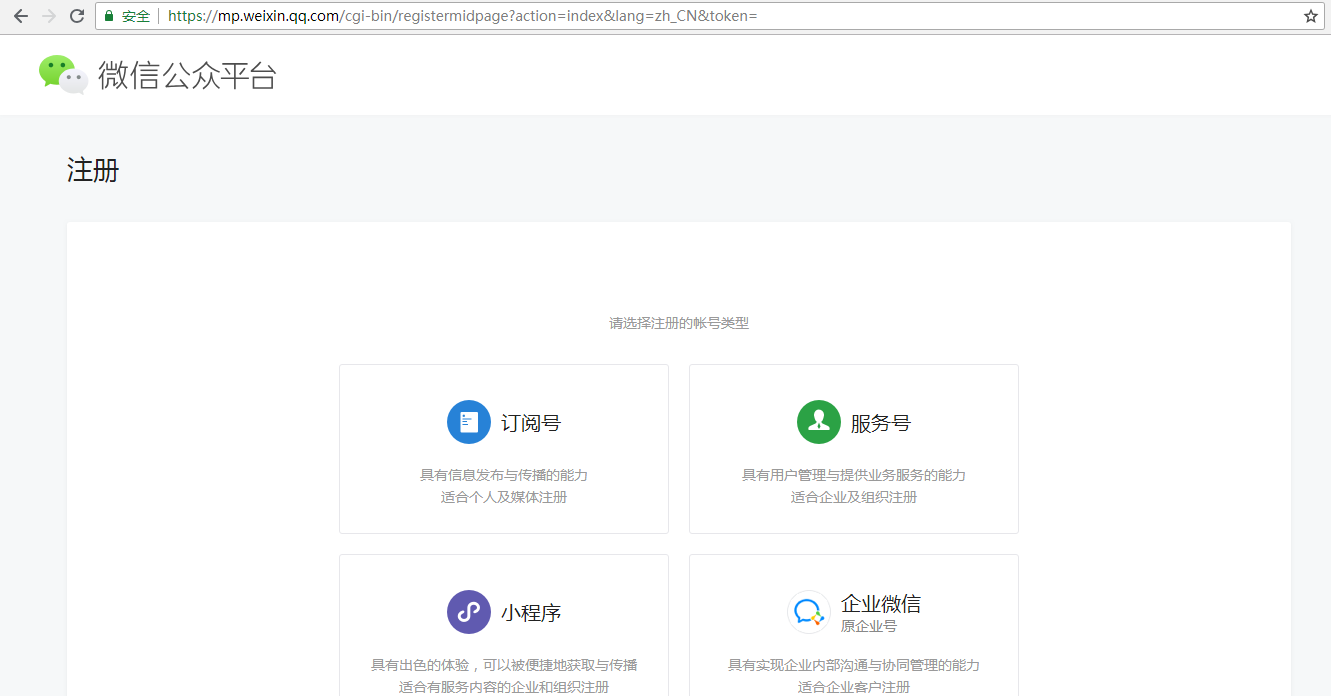 安全 https://mp.weixin.qq.com/cgi-bin/registermidpage?action=index&lang=zh_CN&token=
微信公众平台
注册
请选择注册的帐号类型
订阅号
具有信息发布与传播的能力
适合个人及媒体注册
服务号
具有用户管理与提供业务服务的能力
适合企业及组织注册
小程序
具有出色的体验，可以被便捷地获取与传播
适合有服务内容的企业和组织注册
企业微信
原企业号
具有实现企业内部沟通与协同管理的能力
适合企业客户注册